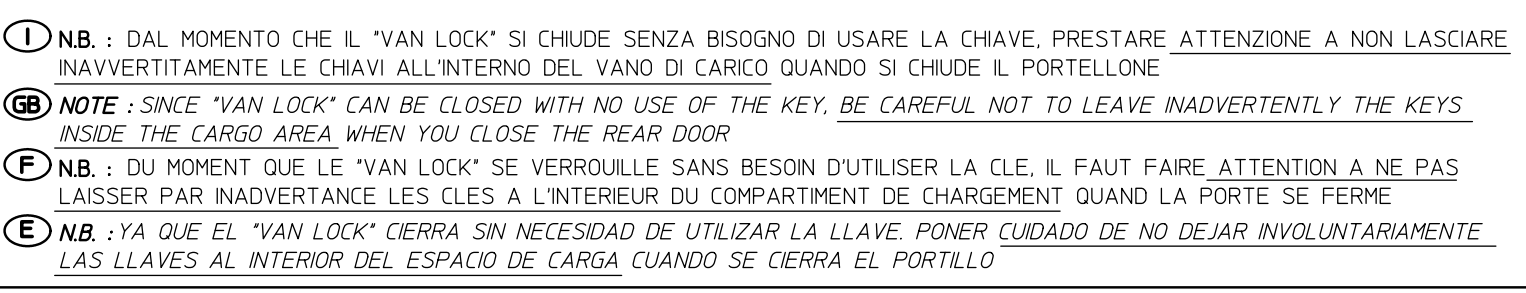 I N.B. : DAL MOMENTO CHE IL "VAN LOCK" SI CHIUDE SENZA BISOGNO DI USARE LA CHIAVE, PRESTARE ATTENZIONE A NON LASCIARE
INAVVERTITAMENTE LE CHIAVI ALL'INTERNO DEL VANO DI CARICO QUANDO SI CHIUDE IL PORTELLONE
GB NOTE : SINCE "VAN LOCK" CAN BE CLOSED WITH NO USE OF THE KEY, BE CAREFUL NOT TO LEAVE INADVERTENTLY THE KEYS
INSIDE THE CARGO AREA WHEN YOU CLOSE THE REAR DOOR
F N.B. : DU MOMENT QUE LE "VAN LOCK" SE VERROUILLE SANS BESOIN D'UTILISER LA CLE, IL FAUT FAIRE ATTENTION A NE PAS
LAISSER PAR INADVERTANCE LES CLES A L'INTERIEUR DU COMPARTIMENT DE CHARGEMENT QUAND LA PORTE SE FERME
E N.B. : YA QUE EL "VAN LOCK" CIERRA SIN NECESIDAD DE UTILIZAR LA LLAVE. PONER CUIDADO DE NO DEJAR INVOLUNTARIAMENTE
LAS LLAVES AL INTERIOR DEL ESPACIO DE CARGA CUANDO SE CIERRA EL PORTILLO